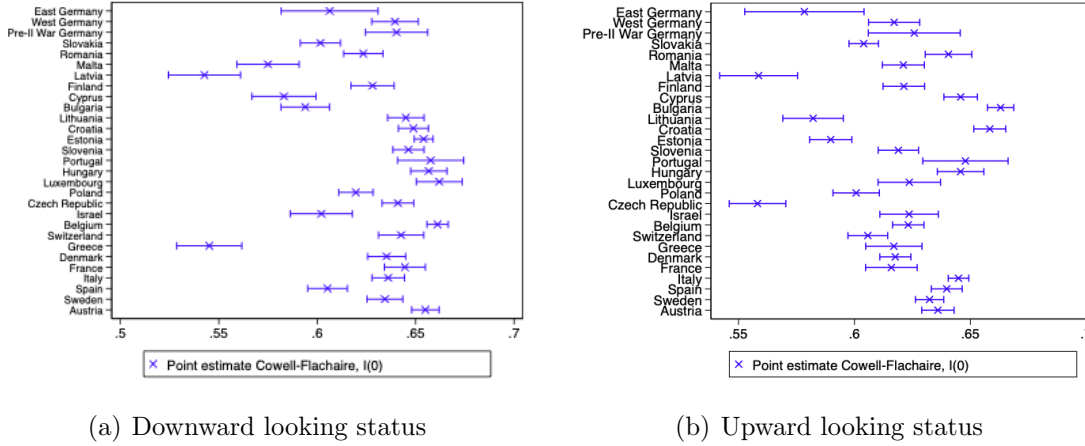 East Germany
West Germany
Pre-II War Germany
Slovakia
Romania
Malta
Latvia
Finland
Cyprus
Bulgaria
Lithuania
Croatia
Estonia
Slovenia
Portugal
Hungary
Luxembourg
Poland
Czech Republic
Israel
Belgium
Switzerland
Greece
Denmark
France
Italy
Spain
Sweden
Austria
.5 .55 .6 .65 .7
Point estimate Cowell-Flachaire, I(0)
(a) Downward looking status
East Germany
West Germany
Pre-II War Germany
Slovakia
Romania
Malta
Latvia
Finland
Cyprus
Bulgaria
Lithuania
Croatia
Estonia
Slovenia
Portugal
Hungary
Luxembourg
Poland
Czech Republic
Israel
Belgium
Switzerland
Greece
Denmark
France
Italy
Spain
Sweden
Austria
.55 .6 .65
Point estimate Cowell-Flachaire, I(0)
(b) Upward looking status